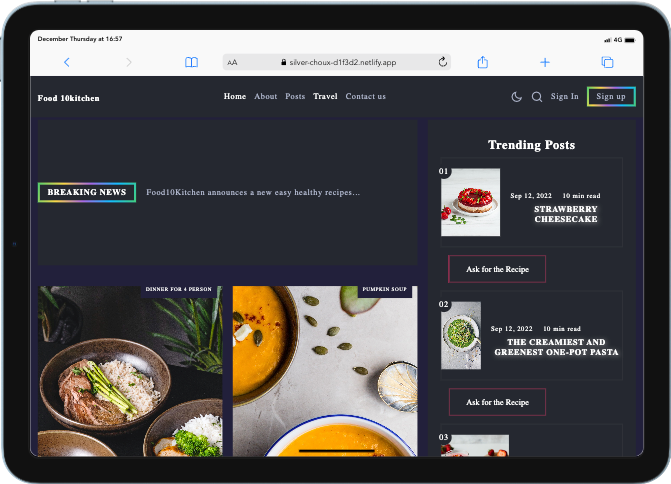 December Thursday at 16:57
4G
AA
silver-choux-d1f3d2.netlify.app
Food 10kitchen
Home About Posts Travel Contact us
Sign In
Sign up
BREAKING NEWS
Food10Kitchen announces a new easy healthy recipes...
DINNER FOR 4 PERSON
PUMPKIN SOUP
Trending Posts
01
Sep 12, 2022 10 min read
STRAWBERRY
CHEESECAKE
Ask for the Recipe
02
Sep 12, 2022 10 min read
THE CREAMIEST AND
GREENEST ONE-POT PASTA
Ask for the Recipe
03